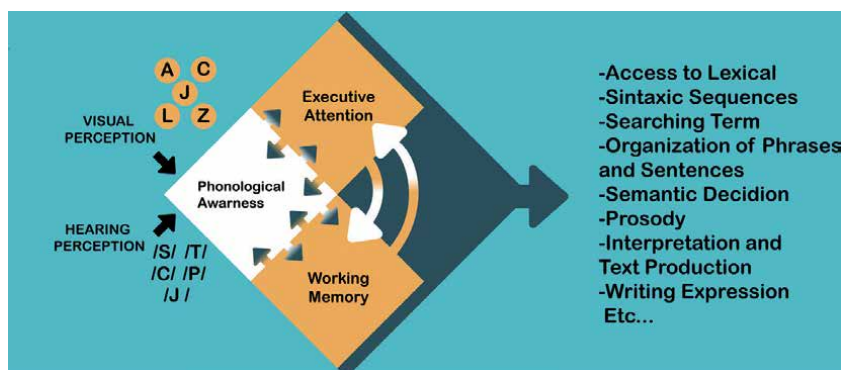 A C
J
L Z
VISUAL
PERCEPTION
HEARING
PERCEPTION
/S/ /T/
/C/ /P/
/J /
Phonological
Awarness
Executive
Attention
Working
Memory
-Access to Lexical
-Sintaxic Sequences
-Searching Term
-Organization of Phrases
and Sentences
-Semantic Decidion
-Prosody
-Interpretation and
Text Production
-Writing Expression
Etc...